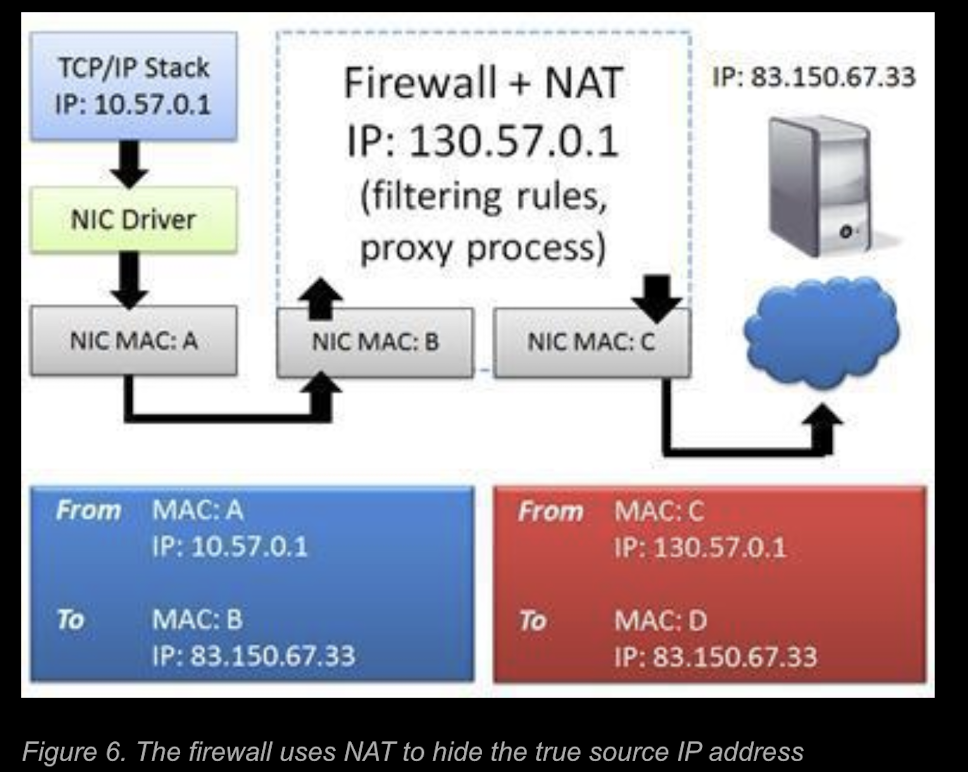 TCP/IP Stack
IP: 10.57.0.1
NIC Driver
NIC MAC: A
Firewall + NAT
IP: 130.57.0.1
(filtering rules,
proxy process)
NIC MAC: B
NIC MAC: C
IP: 83.150.67.33
From MAC: A
IP: 10.57.0.1
To MAC: B
IP: 83.150.67.33
From MAC: C
IP: 130.57.0.1
To MAC: D
IP: 83.150.67.33
Figure 6. The firewall uses NAT to hide the true source IP address